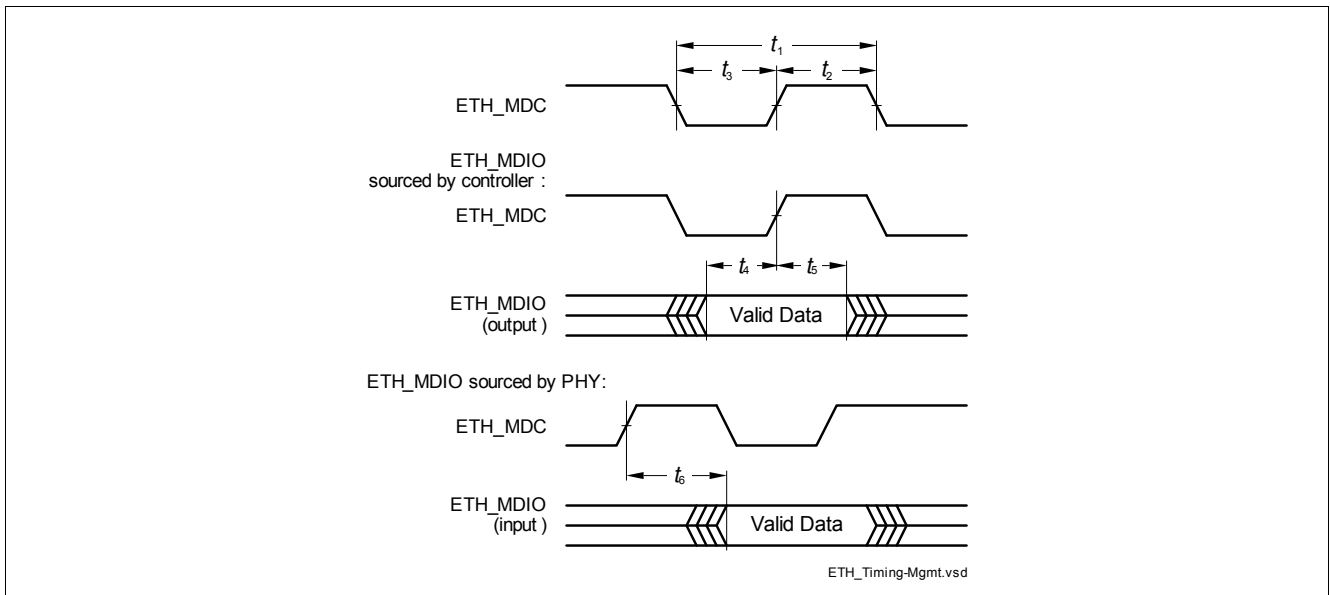 t1
t3 t2
ETH_MDC
ETH_MDIO
sourced by controller :
ETH_MDC
t4 t5
ETH_MDIO
(output )
Valid Data
ETH_MDIO sourced by PHY:
ETH_MDC
t6
ETH_MDIO
(input )
Valid Data
ETH_Timing-Mgmt.vsd